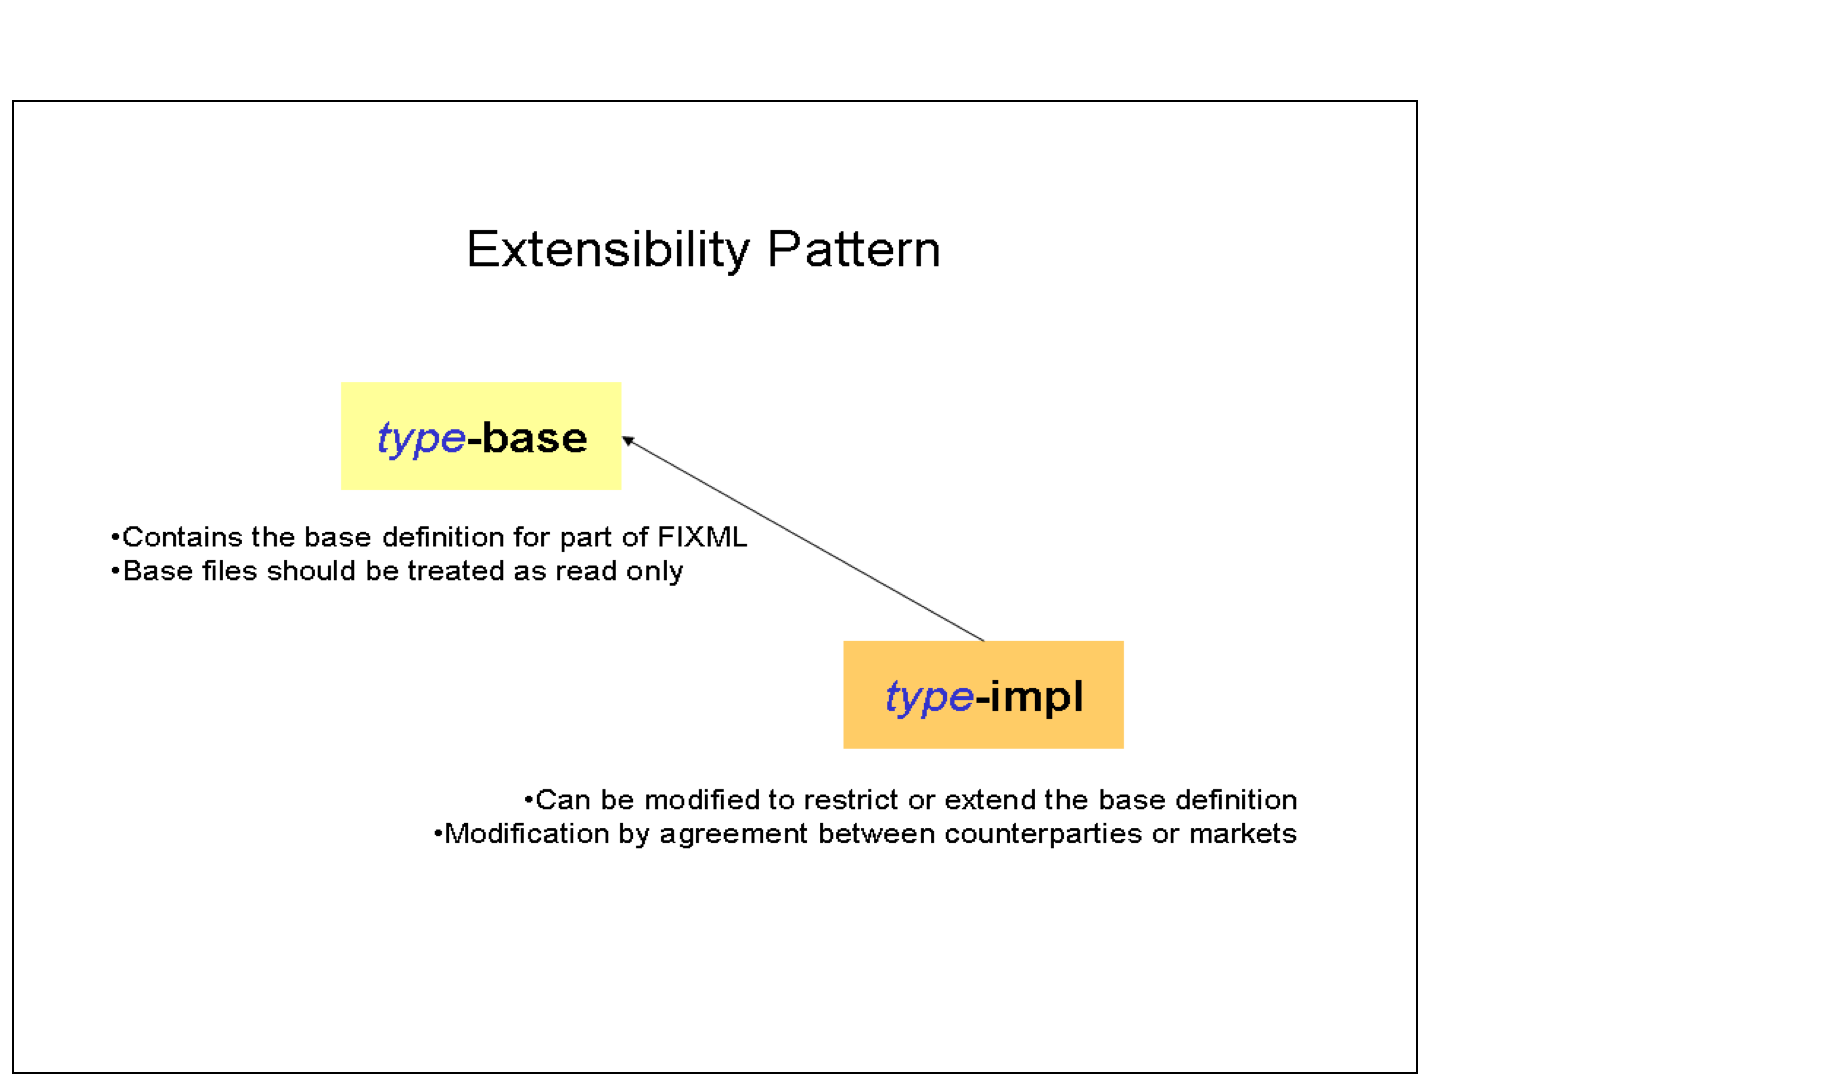 Extensibility Pattern
type-base
•Contains the base definition for part of FIXML
•Base files should be treated as read only
type-impl
•Can be modified to restrict or extend the base definition
•Modification by agreement between counterparties or markets